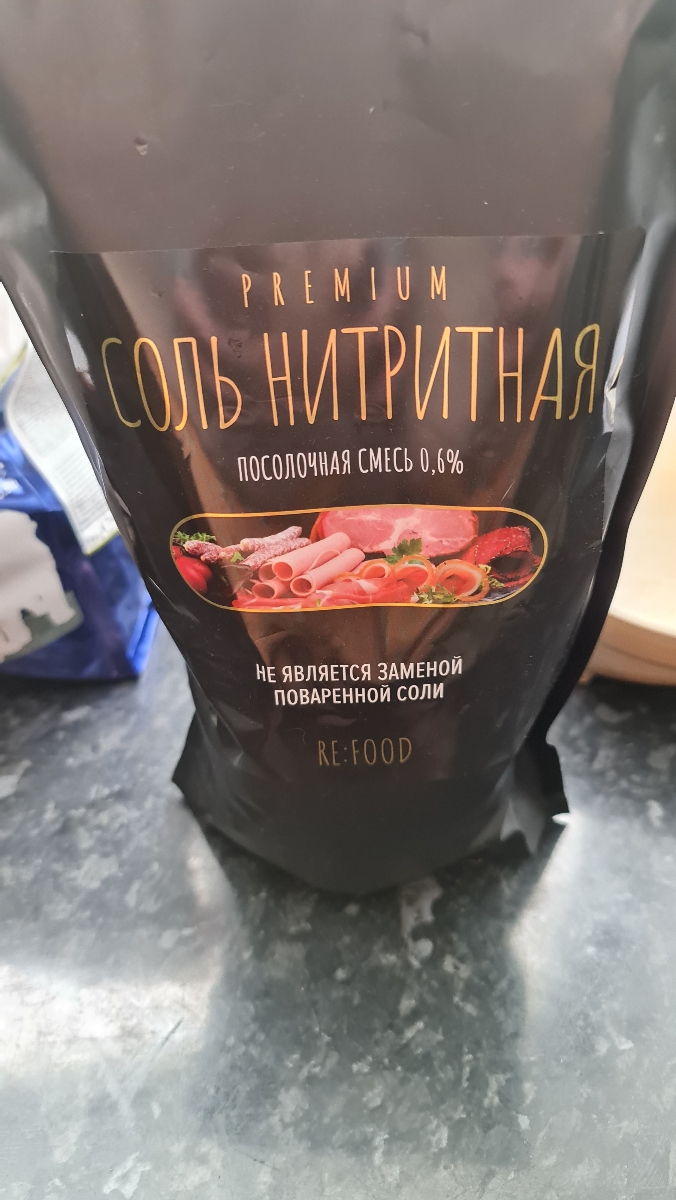 PREMIUM
СОЛЬ НИТРИТНАЯ
ПОСОЛОЧНАЯ СМЕСЬ 0,6%
НЕ ЯВЛЯЕТСЯ ЗАМЕНОЙ
ПОВАРЕННОЙ СОЛИ
RE:FOOD